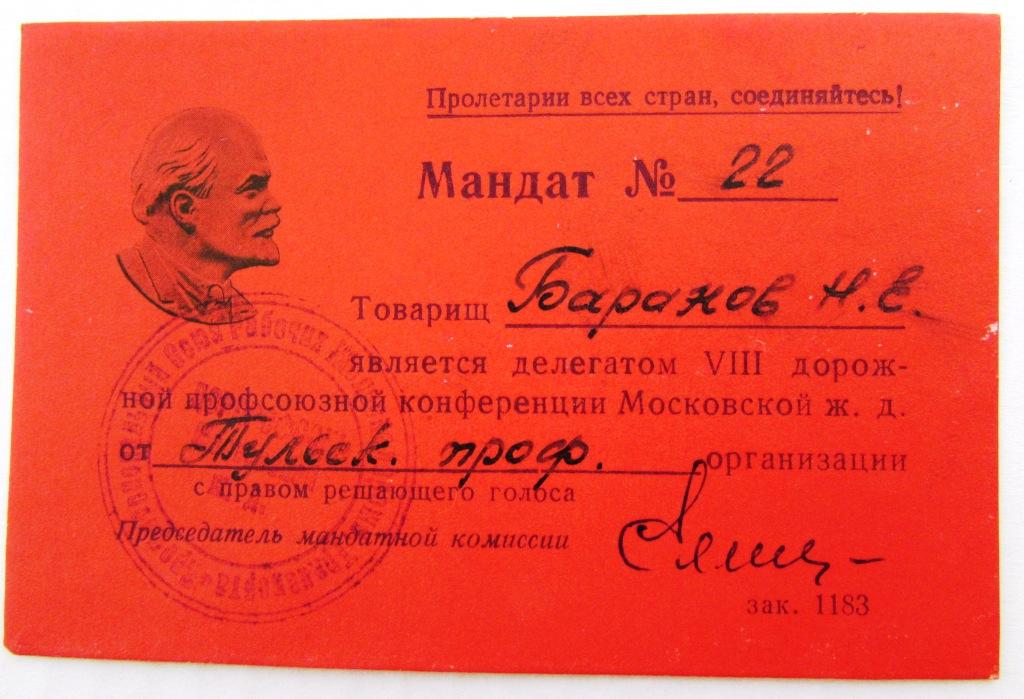 Пролетарии всех стран, соединяйтесь!
Мандат № 22
Товарищ Баранов Н. Е.
является делегатом VIII дорож-
ной профсоюзной конференции Московской ж. д.
от Тульск. проф. организации
с правом решающего голоса
Председатель мандатной комиссии
зак. 1183